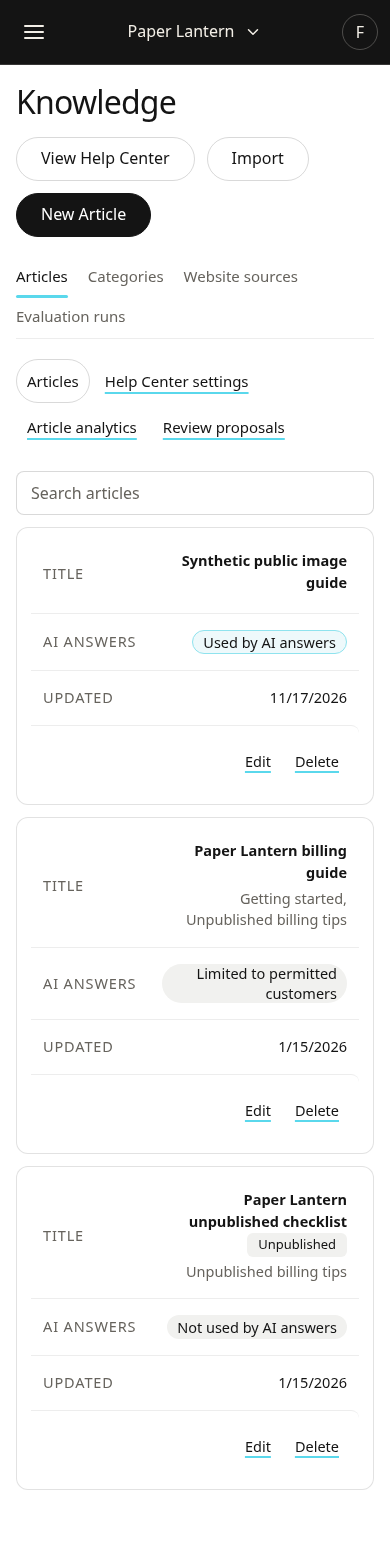 Paper Lantern
F
Knowledge
View Help Center
Import
New Article
Articles
Categories
Website sources
Evaluation runs
Articles
Help Center settings
Article analytics
Review proposals
Search articles
TITLE
Synthetic public image
guide
AI ANSWERS
Used by AI answers
UPDATED
11/17/2026
Edit
Delete
TITLE
Paper Lantern billing
guide
Getting started,
Unpublished billing tips
AI ANSWERS
Limited to permitted
customers
UPDATED
1/15/2026
Edit
Delete
TITLE
Paper Lantern
unpublished checklist
Unpublished
Unpublished billing tips
AI ANSWERS
Not used by AI answers
UPDATED
1/15/2026
Edit
Delete